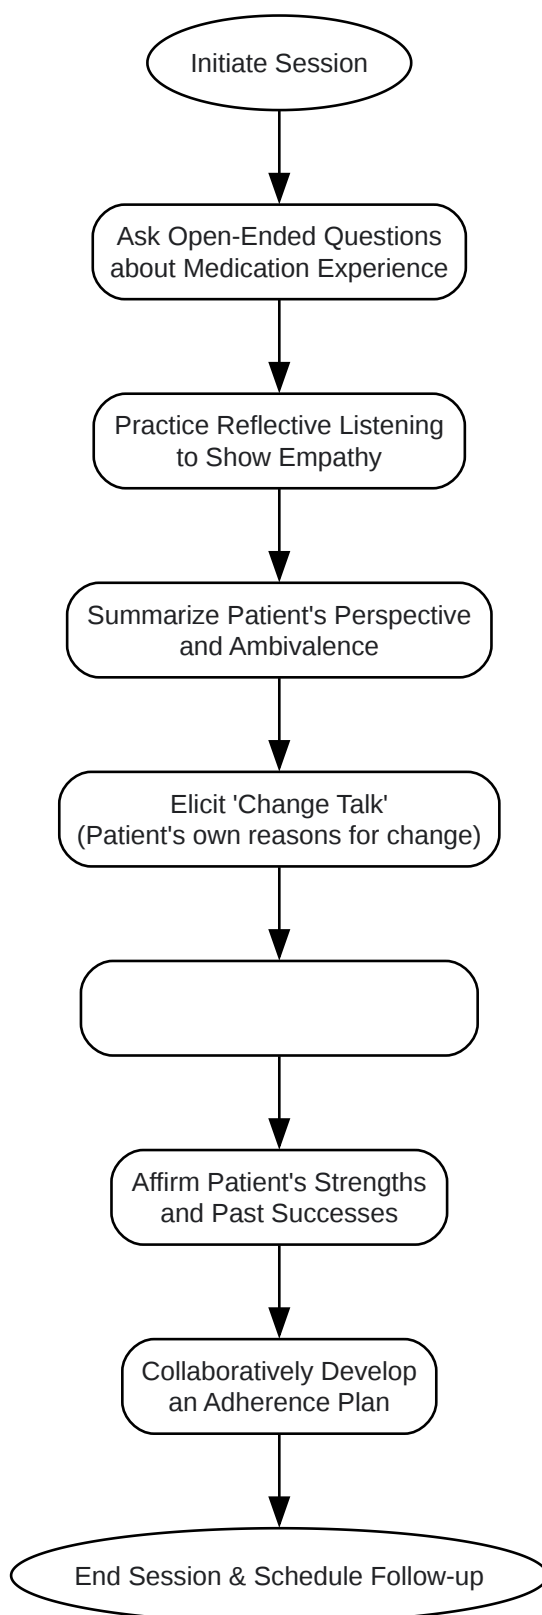 Initiate Session
Ask Open-Ended Questions
about Medication Experience
Practice Reflective Listening
to Show Empathy
Summarize Patient's Perspective
and Ambivalence
Elicit 'Change Talk'
(Patient's own reasons for change)
Affirm Patient's Strengths
and Past Successes
Collaboratively Develop
an Adherence Plan
End Session & Schedule Follow-up